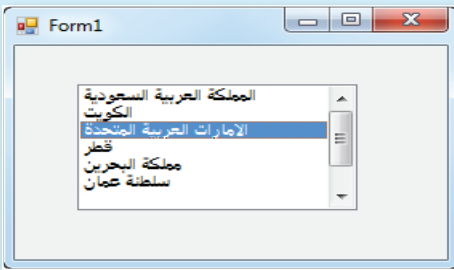 Form1
المملكة العربية السعودية
الكويت
الامارات العربية المتحدة
قطر
مملكة البحرين
سلطنة عمان